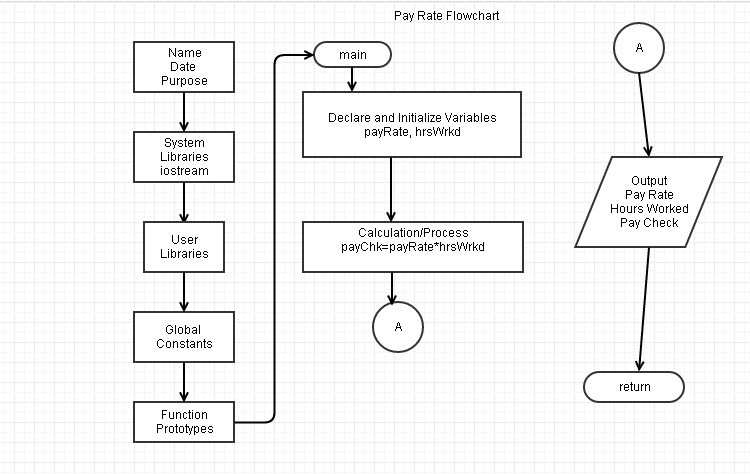 Pay Rate Flowchart
Name
Date
Purpose
System
Libraries
iostream
User
Libraries
Global
Constants
Function
Prototypes
main
Declare and Initialize Variables
payRate, hrsWrkd
Calculation/Process
payChk=payRate*hrsWrkd
A
A
Output
Pay Rate
Hours Worked
Pay Check
return